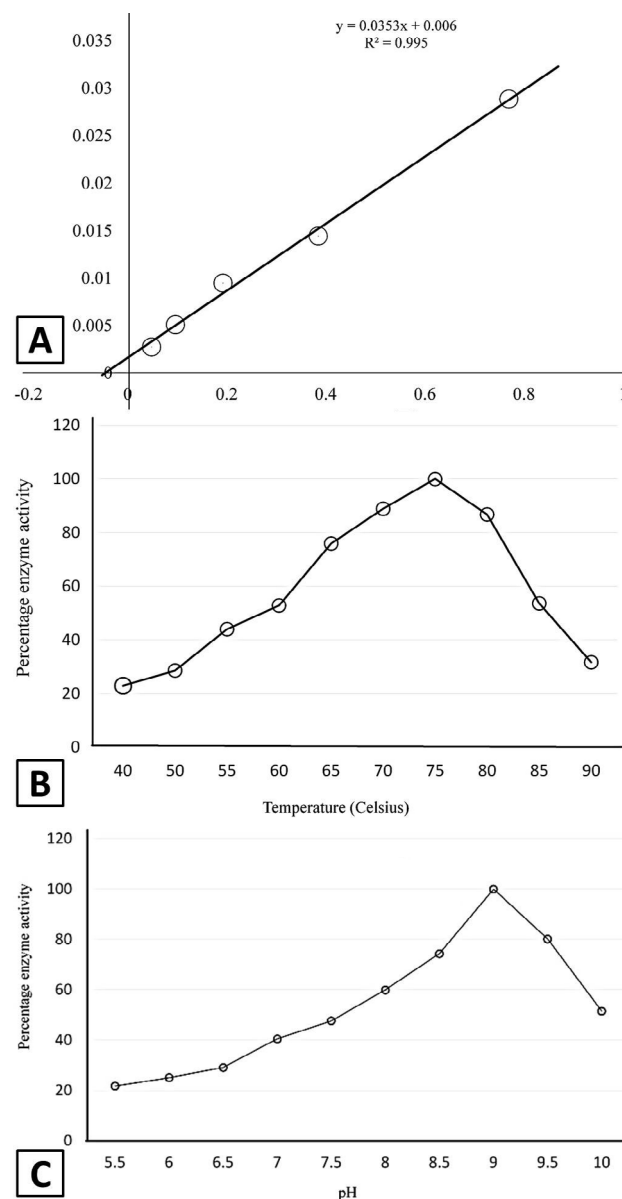 y = 0.0353x + 0.006
R² = 0.995
0.035
0.03
0.025
0.02
0.015
0.01
0.005
0
-0.2 0 0.2 0.4 0.6 0.8 1
A
Percentage enzyme activity
120
100
80
60
40
20
0
40 50 55 60 65 70 75 80 85 90
Temperature (Celsius)
B
Percentage enzyme activity
120
100
80
60
40
20
0
5.5 6 6.5 7 7.5 8 8.5 9 9.5 10
pH
C